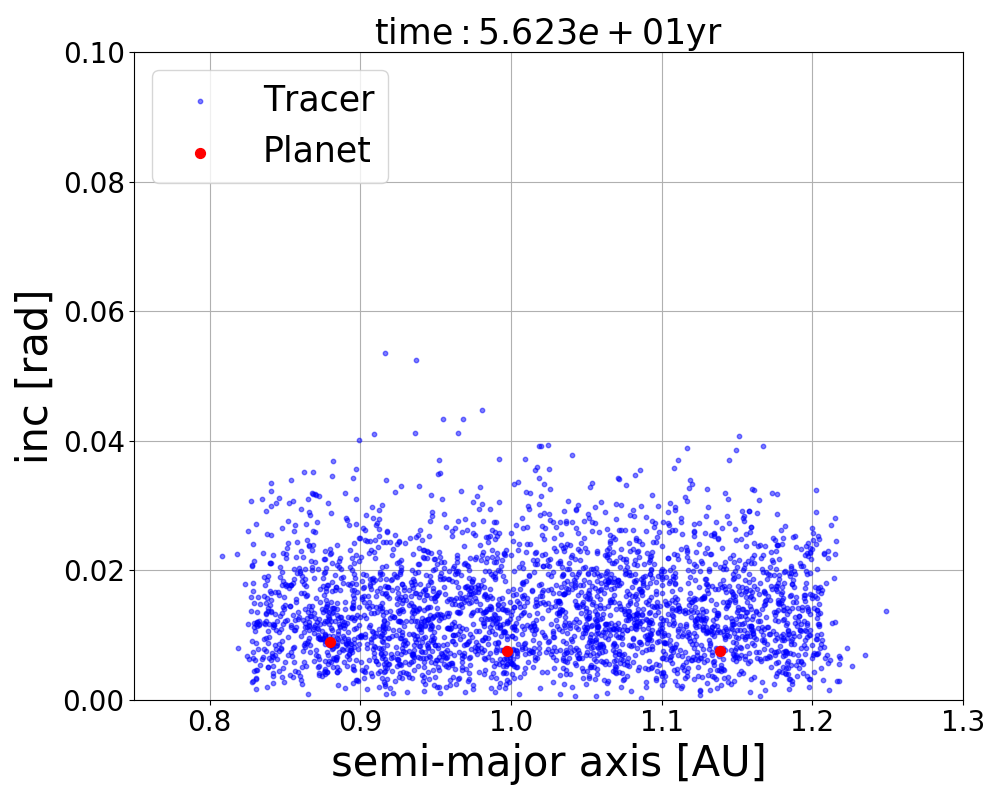 time : 5.623e + 01yr
0.10
0.08
0.06
0.04
0.02
0.00
Tracer
Planet
inc [rad]
0.8 0.9 1.0 1.1 1.2 1.3
semi-major axis [AU]